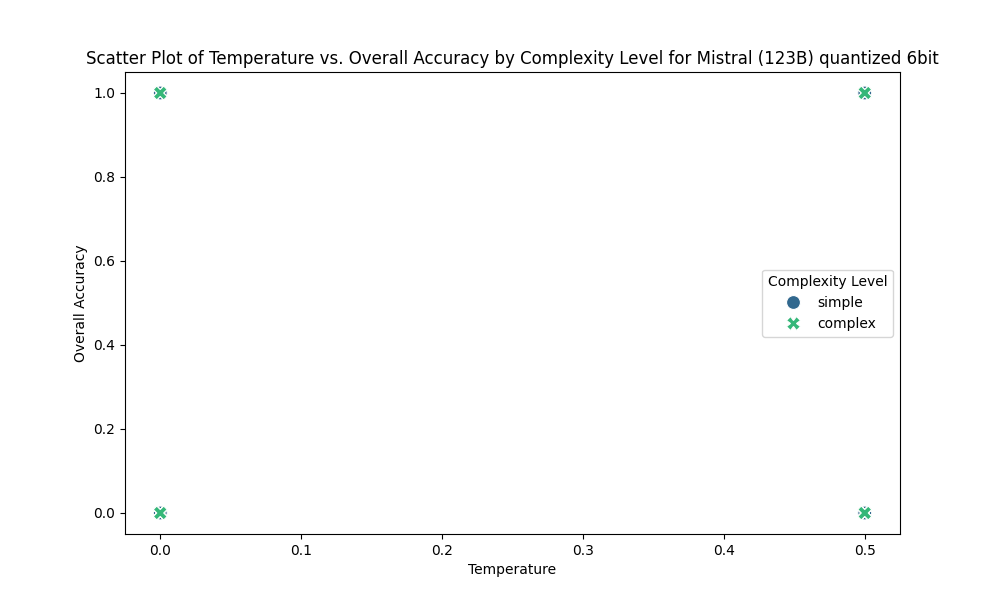 Scatter Plot of Temperature vs. Overall Accuracy by Complexity Level for Mistral (123B) quantized 6bit
1.0
0.8
0.6
0.4
0.2
0.0
Overall Accuracy
Complexity Level
simple
complex
0.0 0.1 0.2 0.3 0.4 0.5
Temperature